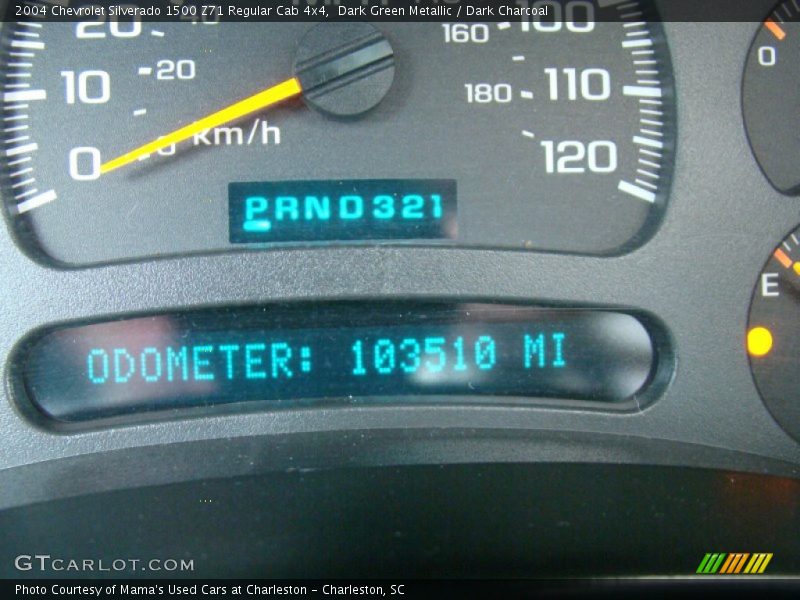 2004 Chevrolet Silverado 1500 Z71 Regular Cab 4x4, Dark Green Metallic / Dark Charcoal
20 40 160 100 0
10 20 180 110
0 km/h 120
PRND321
E
ODOMETER: 103510 MI
GTCARLOT.COM
Photo Courtesy of Mama's Used Cars at Charleston - Charleston, SC